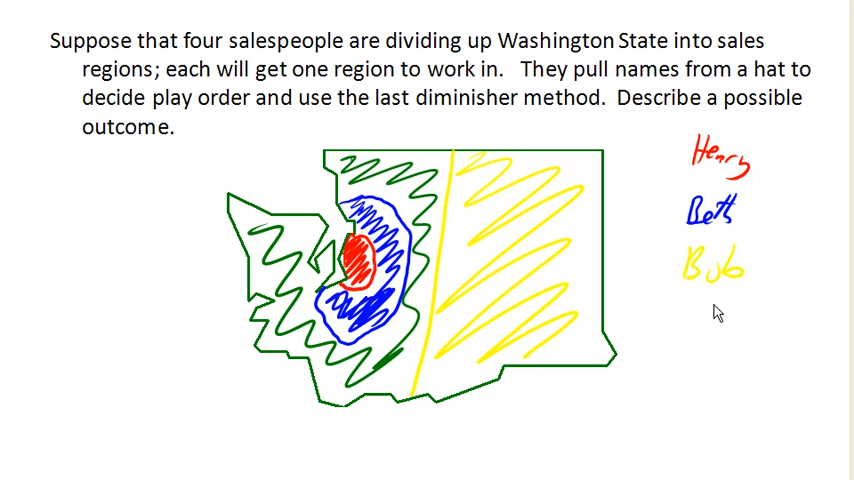 Suppose that four salespeople are dividing up Washington State into sales
regions; each will get one region to work in. They pull names from a hat to
decide play order and use the last diminisher method. Describe a possible
outcome.
Henry
Beth
Bob